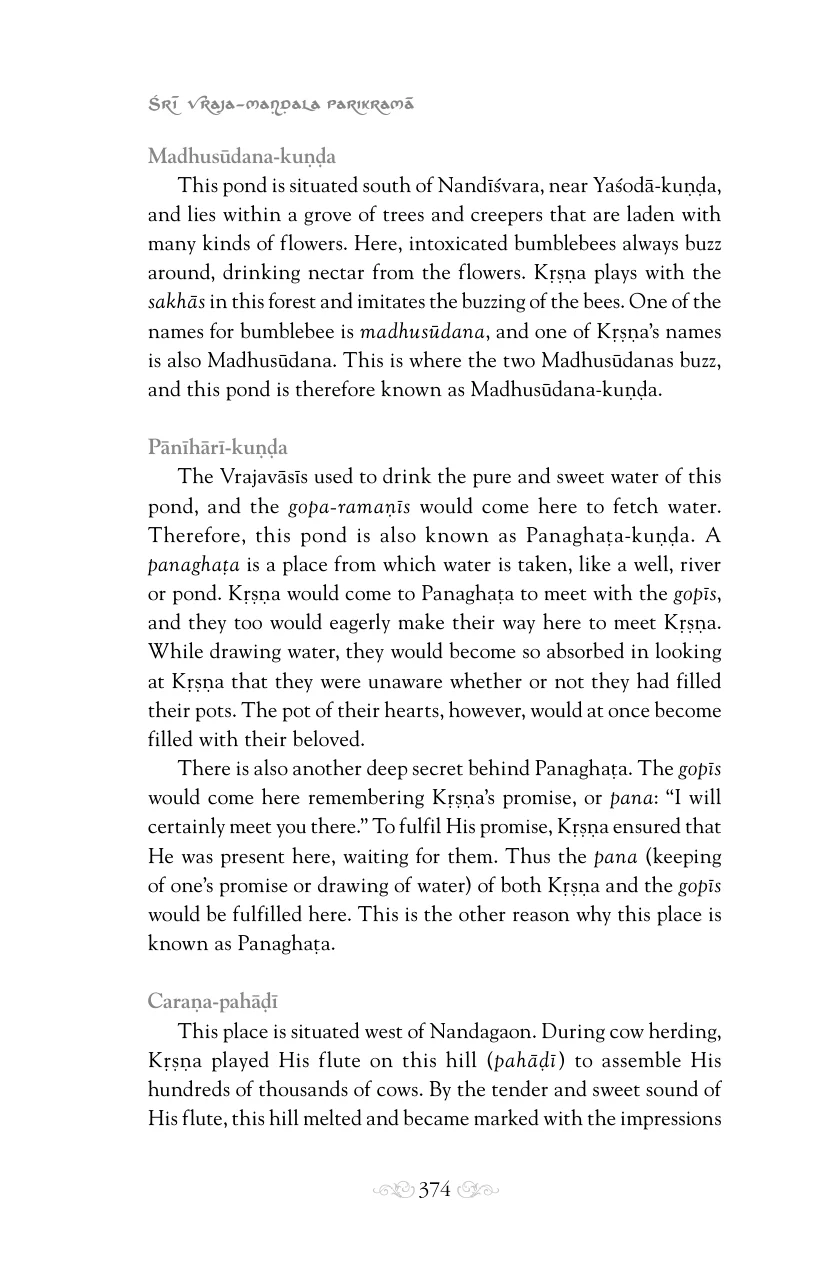 Śrī Vraja-maṇḍala Parikramā
Madhusūdana-kuṇḍa
This pond is situated south of Nandīśvara, near Yaśodā-kuṇḍa,
and lies within a grove of trees and creepers that are laden with
many kinds of flowers. Here, intoxicated bumblebees always buzz
around, drinking nectar from the flowers. Kṛṣṇa plays with the
sakhās in this forest and imitates the buzzing of the bees. One of the
names for bumblebee is madhusūdana, and one of Kṛṣṇa’s names
is also Madhusūdana. This is where the two Madhusūdanas buzz,
and this pond is therefore known as Madhusūdana-kuṇḍa.
Pānīhārī-kuṇḍa
The Vrajavāsīs used to drink the pure and sweet water of this
pond, and the gopa-ramaṇīs would come here to fetch water.
Therefore, this pond is also known as Panaghaṭa-kuṇḍa. A
panaghaṭa is a place from which water is taken, like a well, river
or pond. Kṛṣṇa would come to Panaghaṭa to meet with the gopīs,
and they too would eagerly make their way here to meet Kṛṣṇa.
While drawing water, they would become so absorbed in looking
at Kṛṣṇa that they were unaware whether or not they had filled
their pots. The pot of their hearts, however, would at once become
filled with their beloved.
There is also another deep secret behind Panaghaṭa. The gopīs
would come here remembering Kṛṣṇa’s promise, or pana: “I will
certainly meet you there.” To fulfil His promise, Kṛṣṇa ensured that
He was present here, waiting for them. Thus the pana (keeping
of one’s promise or drawing of water) of both Kṛṣṇa and the gopīs
would be fulfilled here. This is the other reason why this place is
known as Panaghaṭa.
Caraṇa-pahāḍī
This place is situated west of Nandagaon. During cow herding,
Kṛṣṇa played His flute on this hill (pahāḍī) to assemble His
hundreds of thousands of cows. By the tender and sweet sound of
His flute, this hill melted and became marked with the impressions
374